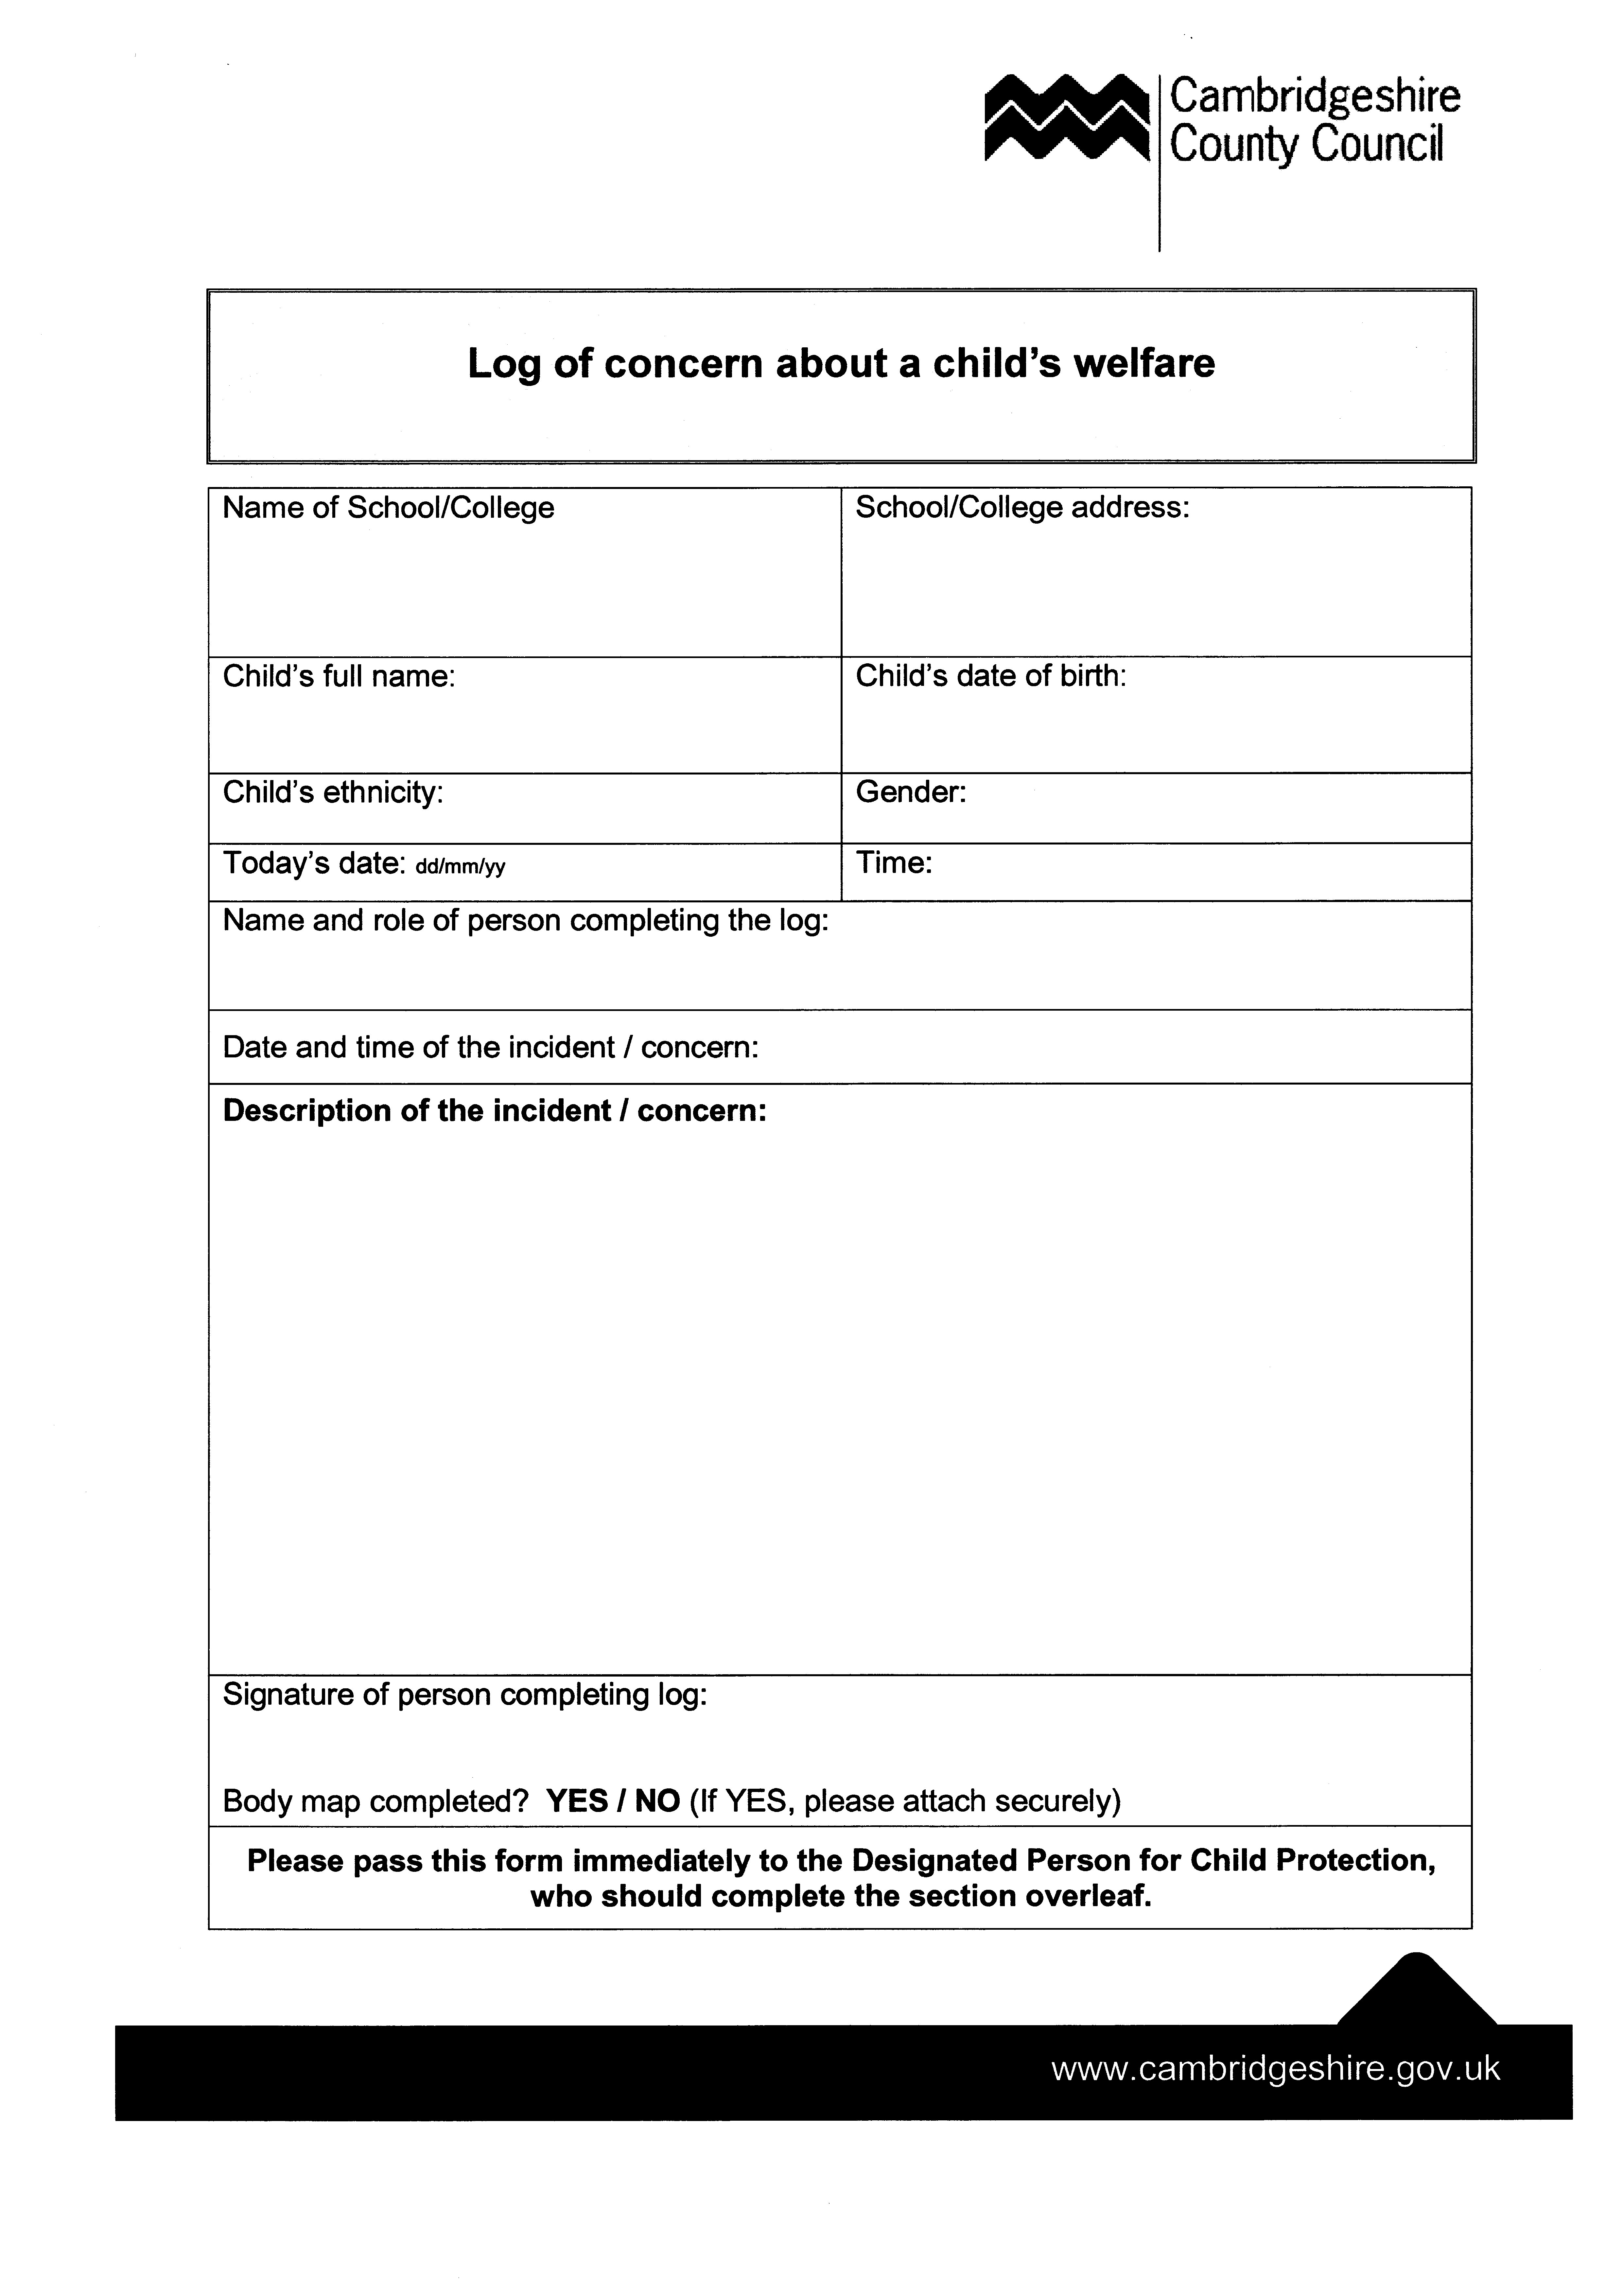 Cambridgeshire
County Council
Log of concern about a child's welfare
Name of School/College
School/College address:
Child's full name:
Child's date of birth:
Child's ethnicity:
Gender:
Today's date: dd/mm/yy
Time:
Name and role of person completing the log:
Date and time of the incident / concern:
Description of the incident / concern:
Signature of person completing log:
Body map completed? YES / NO (If YES, please attach securely)
Please pass this form immediately to the Designated Person for Child Protection,
who should complete the section overleaf.
www.cambridgeshire.gov.uk